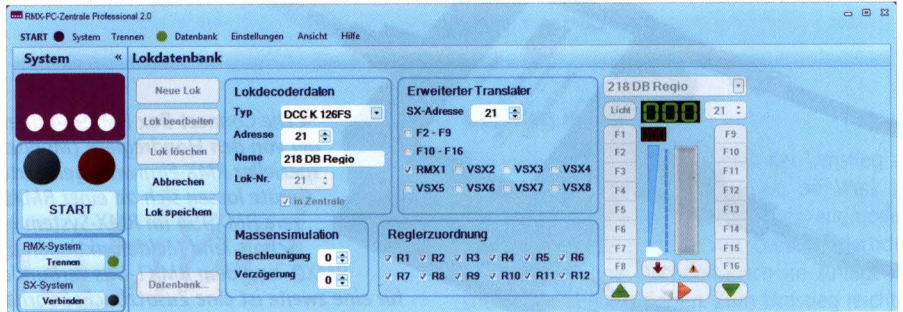 RMX-PC-Zentrale Professional 2.0
START System Trennen Datenbank Einstellungen Ansicht Hilfe
System « Lokdatenbank
START
RMX-System
Trennen
SX-System
Verbinden
Neue Lok
Lok bearbeiten
Lok löschen
Abbrechen
Lok speichern
Datenbank...
Lokdecoderdaten
Typ DCC K 126FS
Adresse 21
Name 218 DB Regio
Lok-Nr. 21
in Zentrale
Massensimulation
Beschleunigung 0
Verzögerung 0
Erweiterter Translater
SX-Adresse 21
F2 - F9
F10 - F16
RMX1 VSX2 VSX3 VSX4
VSX5 VSX6 VSX7 VSX8
Reglerzuordnung
R1 R2 R3 R4 R5 R6
R7 R8 R9 R10 R11 R12
218 DB Regio
Licht 000 21
F1 F9
F2 F10
F3 F11
F4 F12
F5 F13
F6 F14
F7 F15
F8 F16